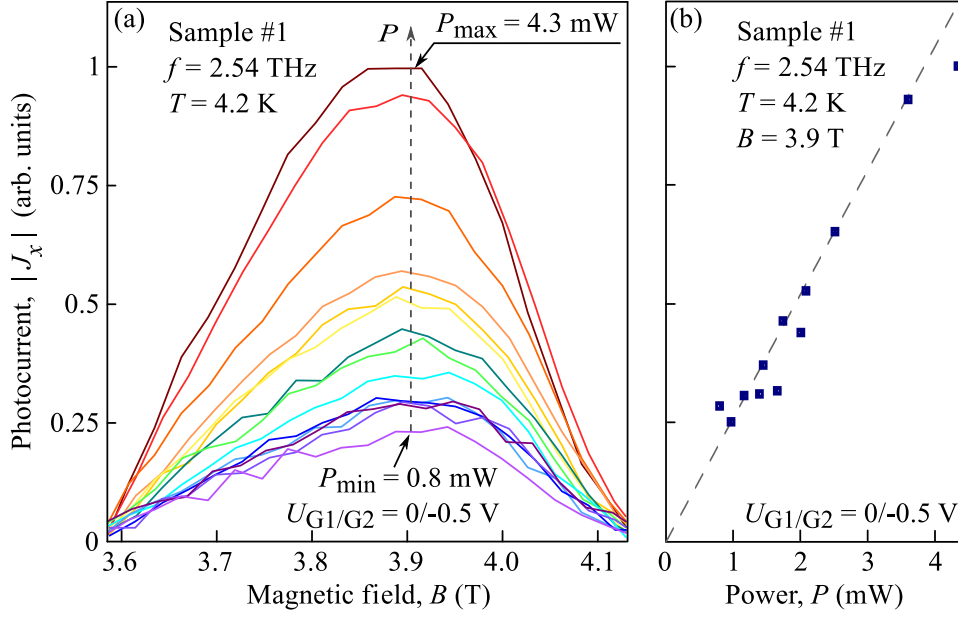 (a)
Sample #1
f = 2.54 THz
T = 4.2 K
P
Pmax = 4.3 mW
Pmin = 0.8 mW
UG1/G2 = 0/-0.5 V
Photocurrent, |Jx| (arb. units)
1
0.75
0.5
0.25
0
3.6 3.7 3.8 3.9 4.0 4.1
Magnetic field, B (T)
(b)
Sample #1
f = 2.54 THz
T = 4.2 K
B = 3.9 T
UG1/G2 = 0/-0.5 V
0 1 2 3 4
Power, P (mW)